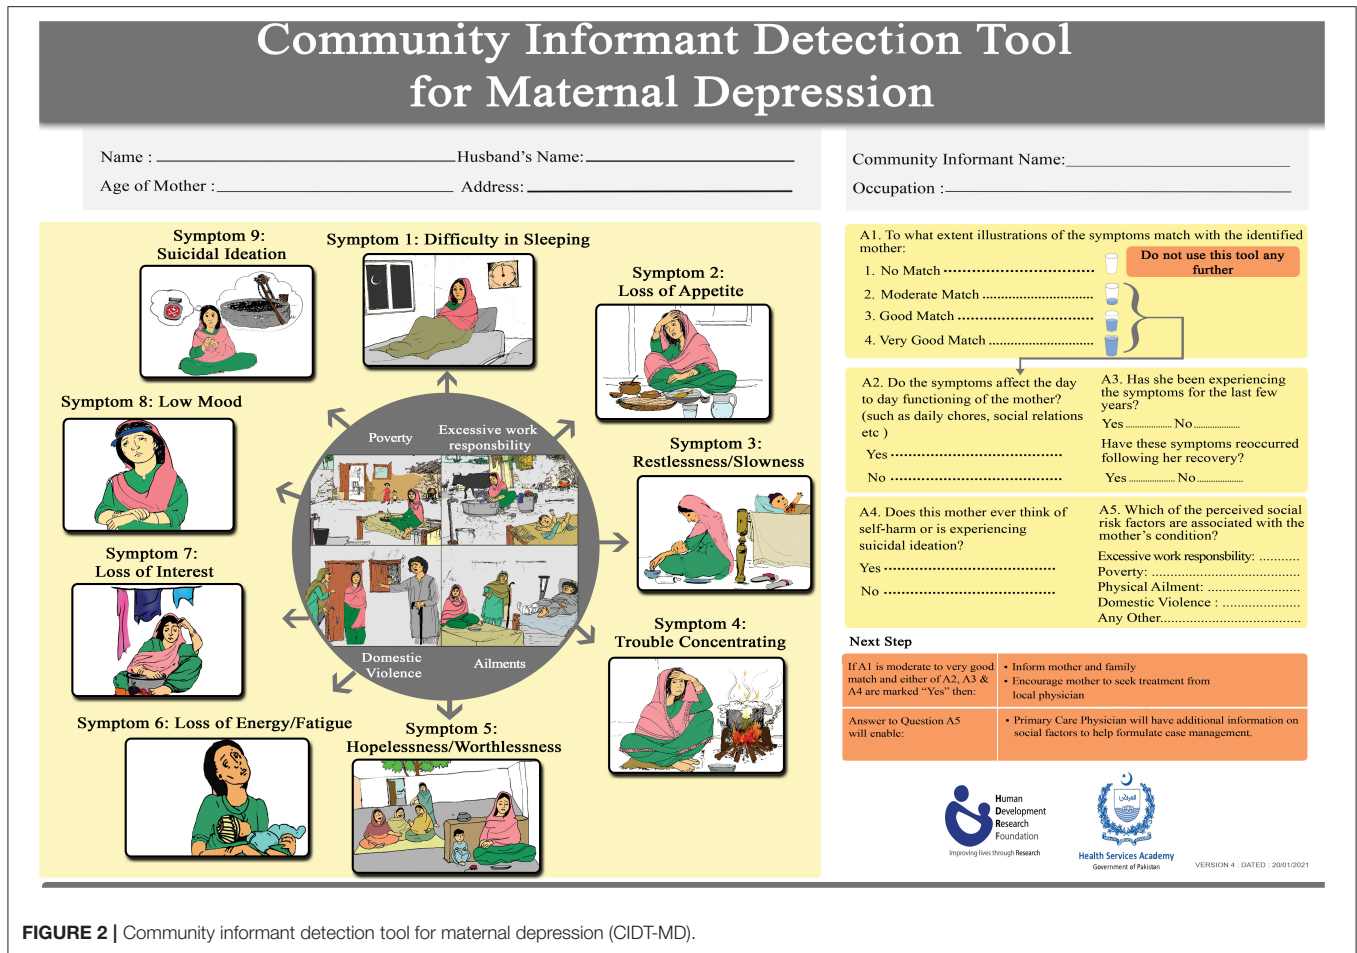 Community Informant Detection Tool
for Maternal Depression
Name :
Husband's Name:
Age of Mother :
Address:
Community Informant Name:
Occupation :
Symptom 9:
Suicidal Ideation
Symptom 1: Difficulty in Sleeping
Symptom 2:
Loss of Appetite
Symptom 8: Low Mood
Symptom 3:
Restlessness/Slowness
Symptom 7:
Loss of Interest
Symptom 4:
Trouble Concentrating
Symptom 6: Loss of Energy/Fatigue
Symptom 5:
Hopelessness/Worthlessness
Poverty
Excessive work
responsbility
Domestic
Violence
Ailments
A1. To what extent illustrations of the symptoms match with the identified
mother:
1. No Match
Do not use this tool any
further
2. Moderate Match
3. Good Match
4. Very Good Match
A2. Do the symptoms affect the day
to day functioning of the mother?
(such as daily chores, social relations
etc )
Yes
No
A3. Has she been experiencing
the symptoms for the last few
years?
Yes No
Have these symptoms reoccurred
following her recovery?
Yes No
A4. Does this mother ever think of
self-harm or is experiencing
suicidal ideation?
Yes
No
A5. Which of the perceived social
risk factors are associated with the
mother's condition?
Excessive work responsbility:
Poverty:
Physical Ailment:
Domestic Violence :
Any Other
Next Step
If A1 is moderate to very good
match and either of A2, A3 &
A4 are marked "Yes" then:
• Inform mother and family
• Encourage mother to seek treatment from
local physician
Answer to Question A5
will enable:
• Primary Care Physician will have additional information on
social factors to help formulate case management.
Human
Development
Research
Foundation
Improving lives through Research
Health Services Academy
Government of Pakistan
VERSION 4 : DATED : 20/01/2021
FIGURE 2 | Community informant detection tool for maternal depression (CIDT-MD).